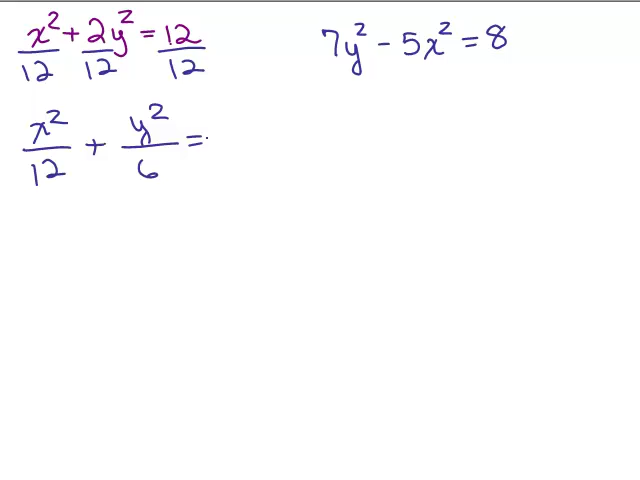 x² + 2y² = 12
12 12 12
x²/12 + y²/6 =
7y² - 5x² = 8